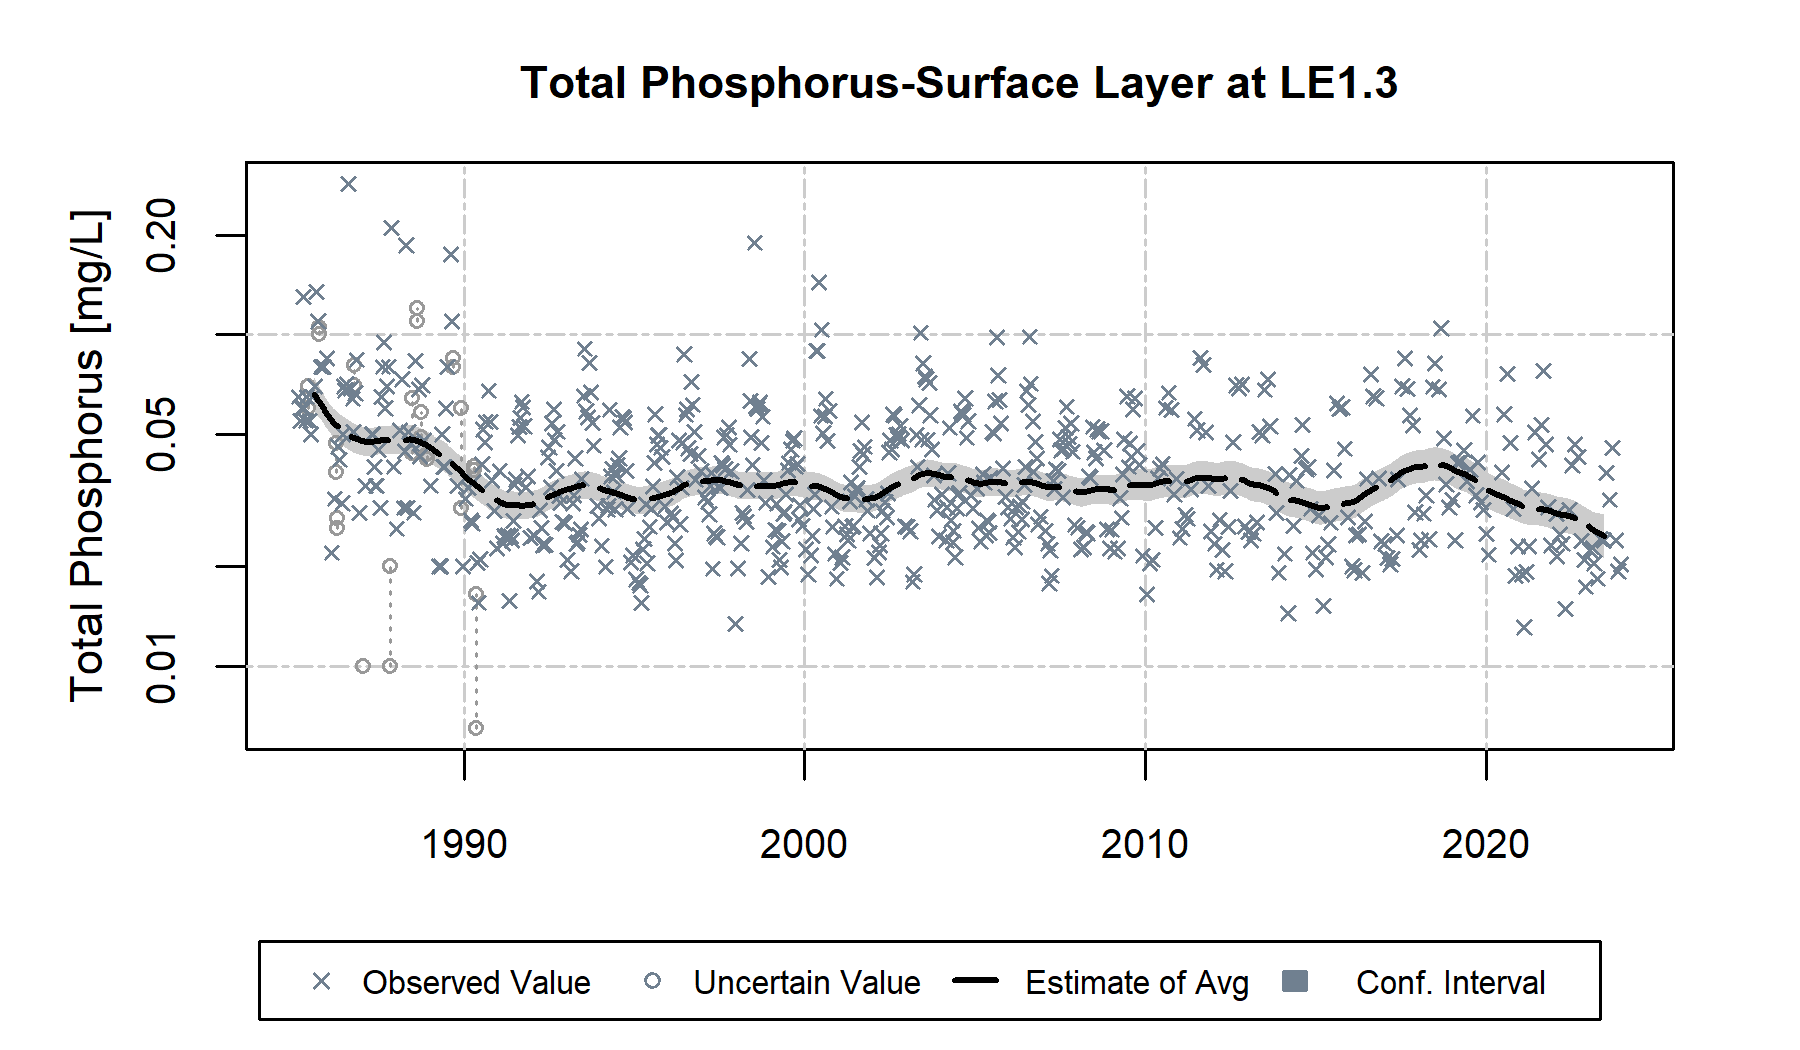 Total Phosphorus-Surface Layer at LE1.3
Total Phosphorus [mg/L]
0.20
0.05
0.01
1990 2000 2010 2020
Observed Value Uncertain Value Estimate of Avg Conf. Interval